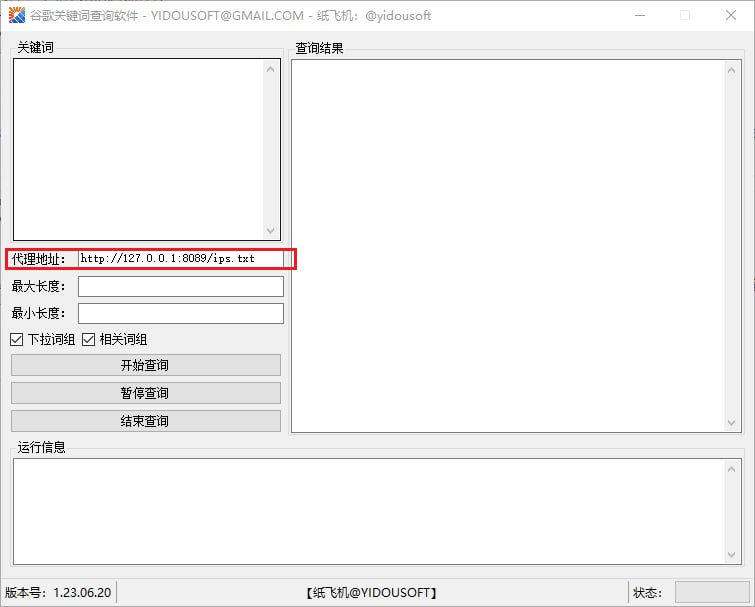 谷歌关键词查询软件 - YIDOUSOFT@GMAIL.COM - 纸飞机：@yidousoft
关键词
查询结果
代理地址： http://127.0.0.1:8089/ips.txt
最大长度：
最小长度：
下拉词组 相关词组
开始查询
暂停查询
结束查询
运行信息
版本号：1.23.06.20 【纸飞机@YIDOUSOFT】 状态：